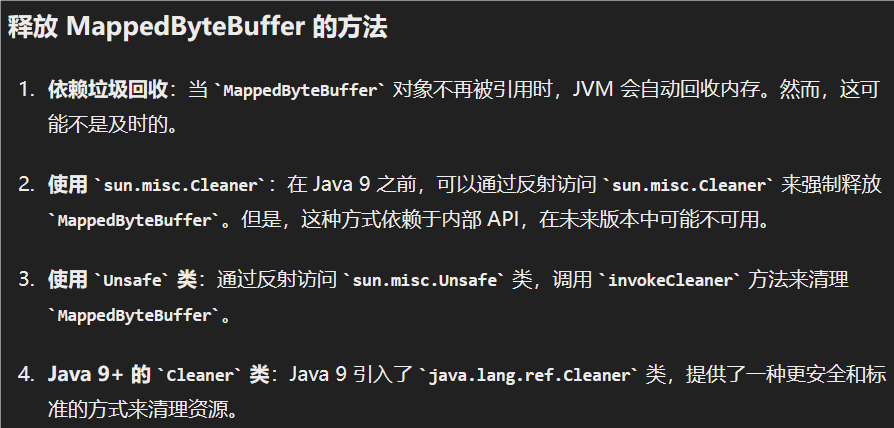 释放 MappedByteBuffer 的方法
1. 依赖垃圾回收：当 `MappedByteBuffer` 对象不再被引用时，JVM 会自动回收内存。然而，这可
能不是及时的。
2. 使用 `sun.misc.Cleaner`：在 Java 9 之前，可以通过反射访问 `sun.misc.Cleaner` 来强制释放
`MappedByteBuffer`。但是，这种方式依赖于内部 API，在未来版本中可能不可用。
3. 使用 `Unsafe` 类：通过反射访问 `sun.misc.Unsafe` 类，调用 `invokeCleaner` 方法来清理
`MappedByteBuffer`。
4. Java 9+ 的 `Cleaner` 类：Java 9 引入了 `java.lang.ref.Cleaner` 类，提供了一种更安全和标
准的方式来清理资源。